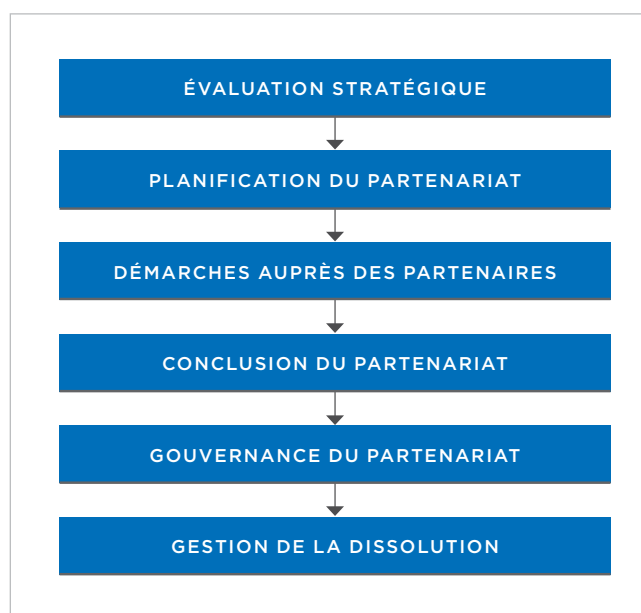 ÉVALUATION STRATÉGIQUE
PLANIFICATION DU PARTENARIAT
DÉMARCHES AUPRÈS DES PARTENAIRES
CONCLUSION DU PARTENARIAT
GOUVERNANCE DU PARTENARIAT
GESTION DE LA DISSOLUTION